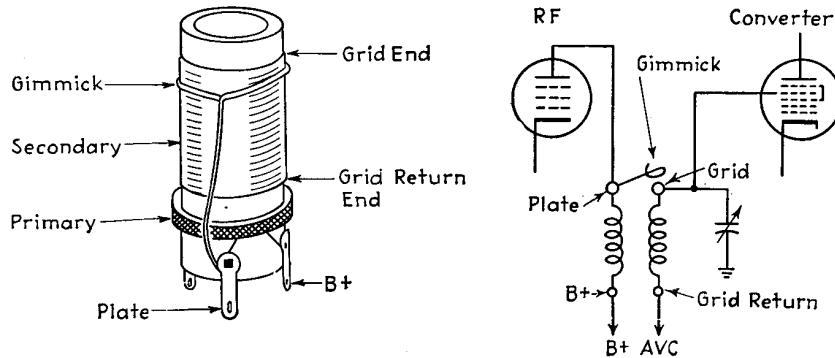 Grid End
Gimmick
Secondary
Grid Return
End
Primary
B+
Plate
RF
Converter
Gimmick
Grid
Plate
B+
Grid Return
B+ AVC